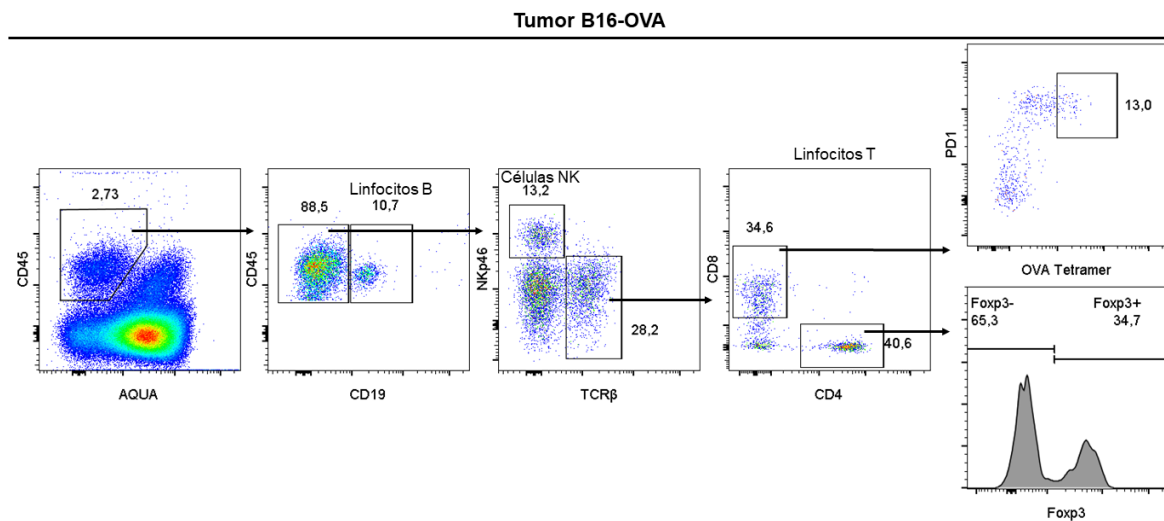 Tumor B16-OVA
2,73
CD45
AQUA
Linfocitos B
88,5
10,7
CD45
CD19
Células NK
13,2
28,2
NKp46
TCRβ
Linfocitos T
34,6
40,6
CD8
CD4
13,0
PD1
OVA Tetramer
Foxp3-
65,3
Foxp3+
34,7
Foxp3